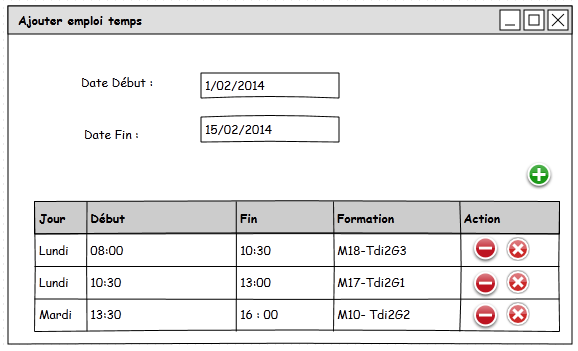 Ajouter emploi temps
Date Début :
1/02/2014
Date Fin :
15/02/2014
Jour Début Fin Formation Action
Lundi 08:00 10:30 M18-Tdi2G3
Lundi 10:30 13:00 M17-Tdi2G1
Mardi 13:30 16 : 00 M10- Tdi2G2